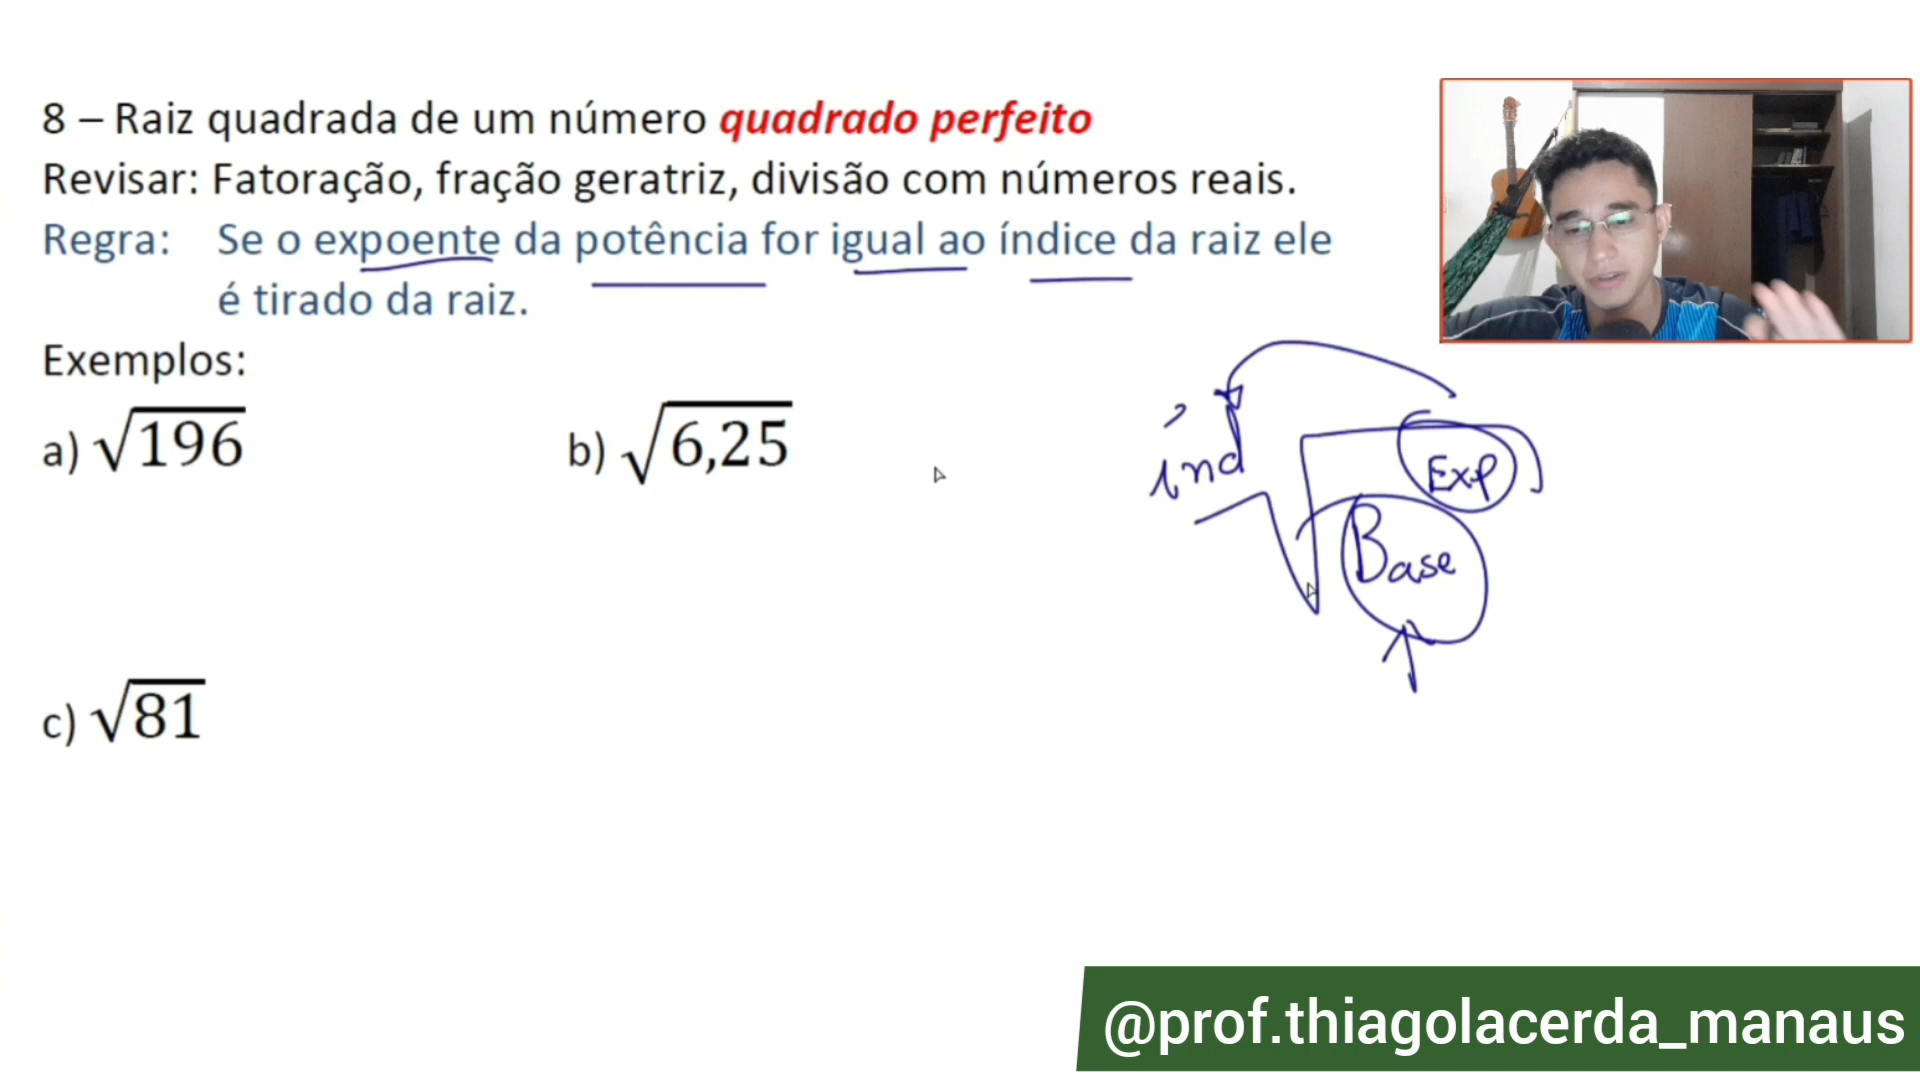 8 – Raiz quadrada de um número quadrado perfeito
Revisar: Fatoração, fração geratriz, divisão com números reais.
Regra: Se o expoente da potência for igual ao índice da raiz ele
é tirado da raiz.
Exemplos:
a) √196 b) √6,25
índ
Exp
Base
c) √81
@prof.thiagolacerda_manaus